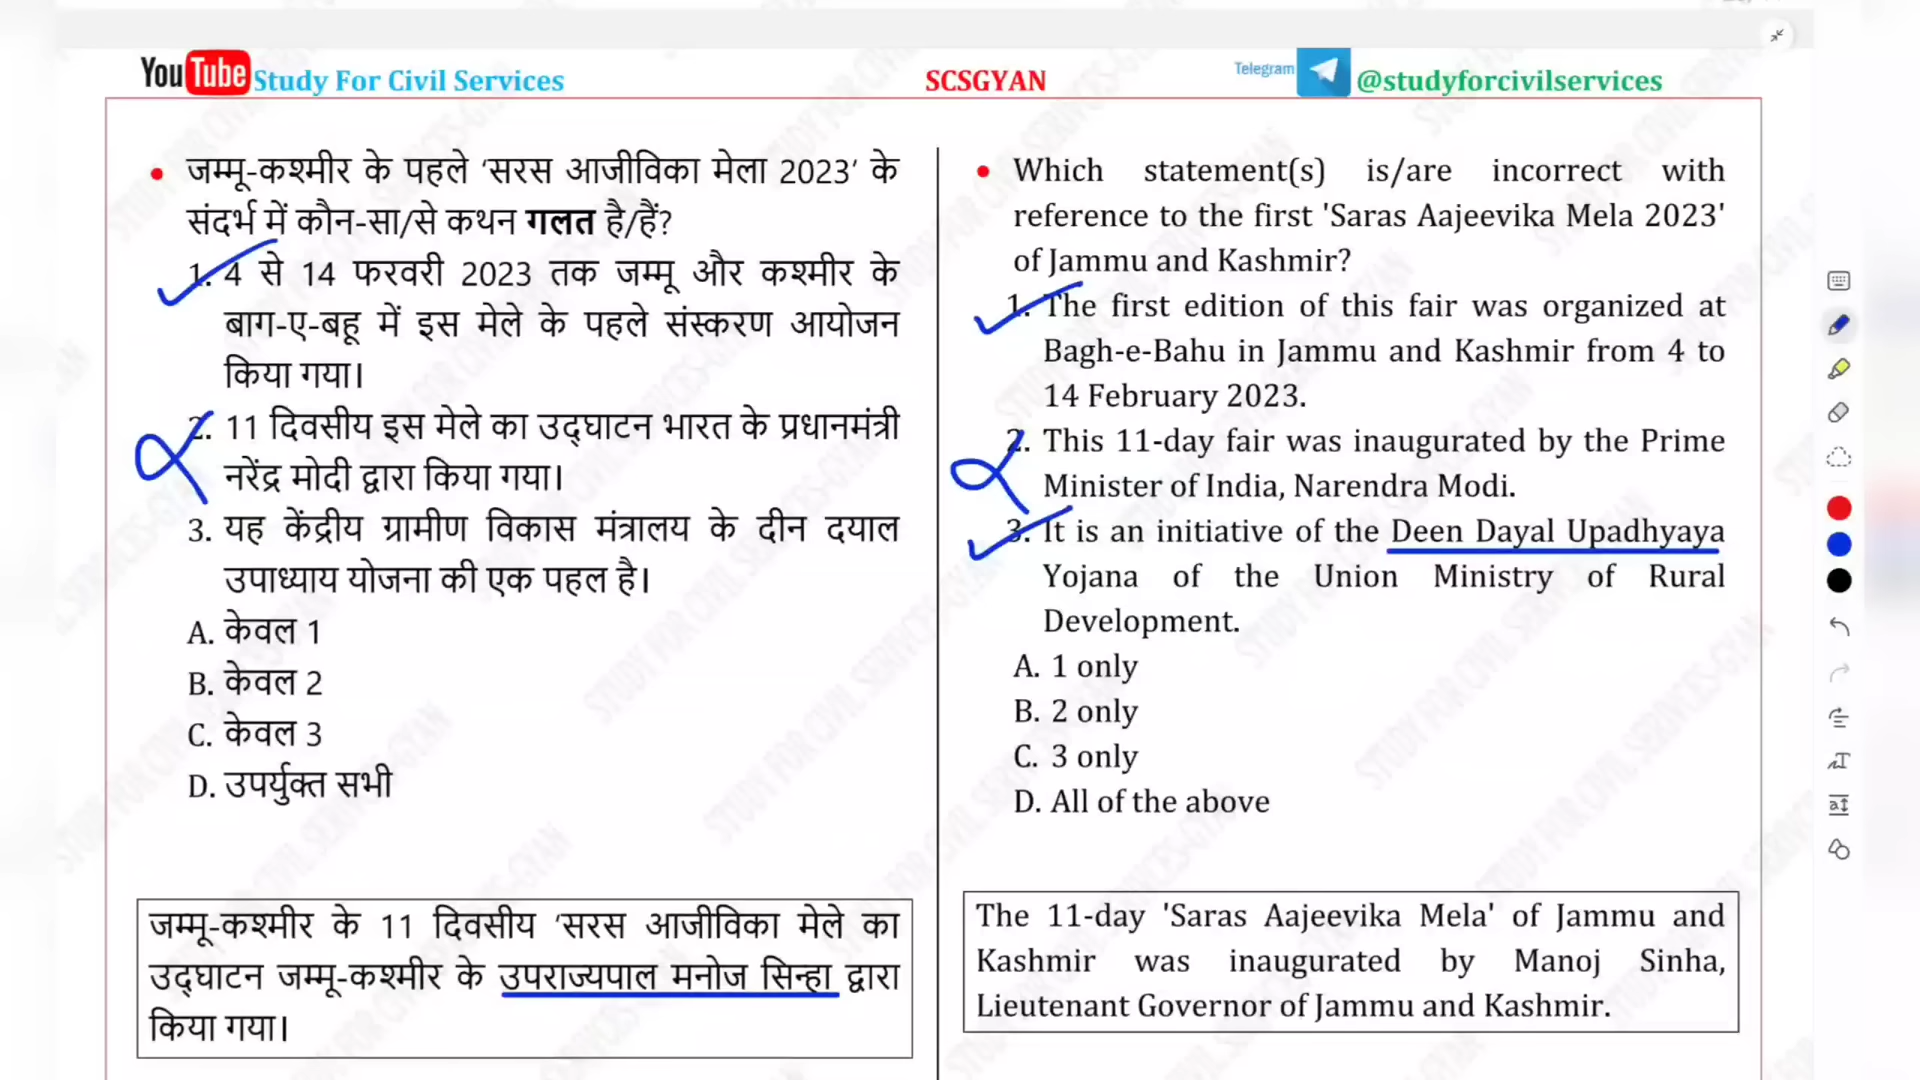 YouTube Study For Civil Services
SCSGYAN
Telegram @studyforcivilservices
• जम्मू-कश्मीर के पहले ‘सरस आजीविका मेला 2023’ के
संदर्भ में कौन-सा/से कथन गलत है/हैं?
1. 4 से 14 फरवरी 2023 तक जम्मू और कश्मीर के
बाग-ए-बहू में इस मेले के पहले संस्करण आयोजन
किया गया।
2. 11 दिवसीय इस मेले का उद्घाटन भारत के प्रधानमंत्री
नरेंद्र मोदी द्वारा किया गया।
3. यह केंद्रीय ग्रामीण विकास मंत्रालय के दीन दयाल
उपाध्याय योजना की एक पहल है।
A. केवल 1
B. केवल 2
C. केवल 3
D. उपर्युक्त सभी
जम्मू-कश्मीर के 11 दिवसीय ‘सरस आजीविका मेले का
उद्घाटन जम्मू-कश्मीर के उपराज्यपाल मनोज सिन्हा द्वारा
किया गया।
• Which statement(s) is/are incorrect with
reference to the first 'Saras Aajeevika Mela 2023'
of Jammu and Kashmir?
1. The first edition of this fair was organized at
Bagh-e-Bahu in Jammu and Kashmir from 4 to
14 February 2023.
2. This 11-day fair was inaugurated by the Prime
Minister of India, Narendra Modi.
3. It is an initiative of the Deen Dayal Upadhyaya
Yojana of the Union Ministry of Rural
Development.
A. 1 only
B. 2 only
C. 3 only
D. All of the above
The 11-day 'Saras Aajeevika Mela' of Jammu and
Kashmir was inaugurated by Manoj Sinha,
Lieutenant Governor of Jammu and Kashmir.
STUDY FOR CIVIL SERIVCES-GYAN